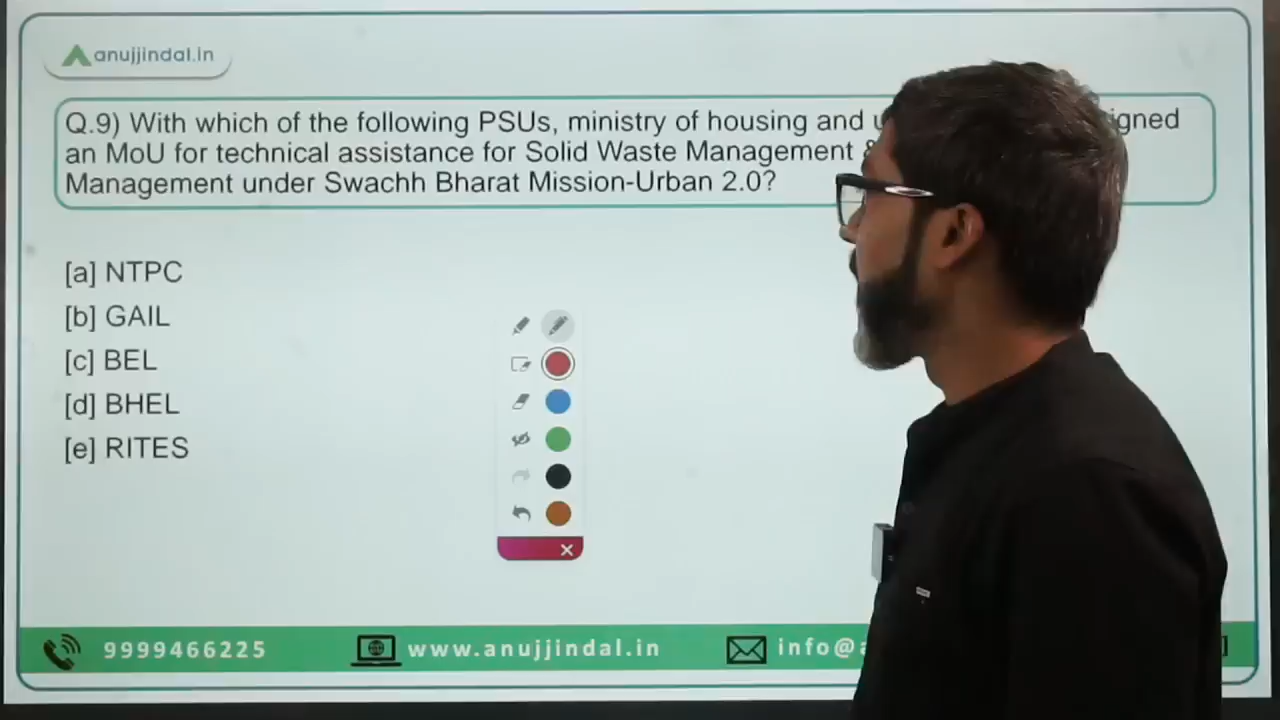 anujjindal.in
Q.9) With which of the following PSUs, ministry of housing and
an MoU for technical assistance for Solid Waste Management
Management under Swachh Bharat Mission-Urban 2.0?
[a] NTPC
[b] GAIL
[c] BEL
[d] BHEL
[e] RITES
9999466225 www.anujjindal.in info@